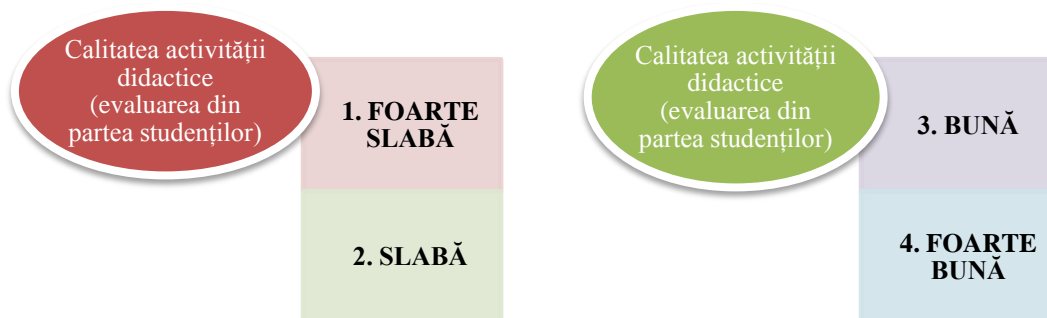 Calitatea activității
didactice
(evaluarea din
partea studenților)
1. FOARTE
SLABĂ
2. SLABĂ
Calitatea activității
didactice
(evaluarea din
partea studenților)
3. BUNĂ
4. FOARTE
BUNĂ